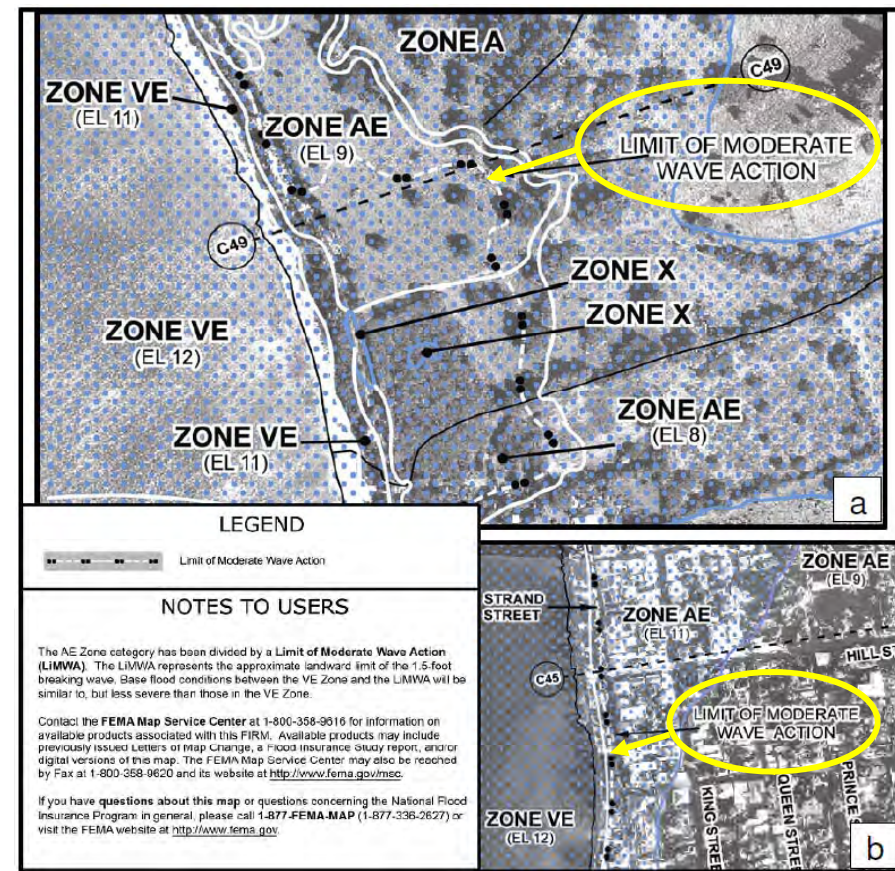 ZONE A
C49
ZONE VE
(EL 11)
ZONE AE
(EL 9)
LIMIT OF MODERATE
WAVE ACTION
C49
ZONE X
ZONE VE
(EL 12)
ZONE X
ZONE AE
(EL 8)
ZONE VE
(EL 11)
a
LEGEND
Limit of Moderate Wave Action
NOTES TO USERS
The AE Zone category has been divided by a Limit of Moderate Wave Action
(LiMWA). The LiMWA represents the approximate landward limit of the 1.5-foot
breaking wave. Base flood conditions between the VE Zone and the LiMWA will be
similar to, but less severe than those in the VE Zone.
Contact the FEMA Map Service Center at 1-800-358-9616 for information on
available products associated with this FIRM. Available products may include
previously issued Letters of Map Change, a Flood Insurance Study report, and/or
digital versions of this map. The FEMA Map Service Center may also be reached
by Fax at 1-800-358-9620 and its website at http://www.fema.gov/msc.
If you have questions about this map or questions concerning the National Flood
Insurance Program in general, please call 1-877-FEMA-MAP (1-877-336-2627) or
visit the FEMA website at http://www.fema.gov.
ZONE AE
(EL 9)
STRAND
STREET
ZONE AE
(EL 11)
HILL ST
C45
LIMIT OF MODERATE
WAVE ACTION
ZONE VE
(EL 12)
KING STREET
QUEEN STREET
PRINCE S
b